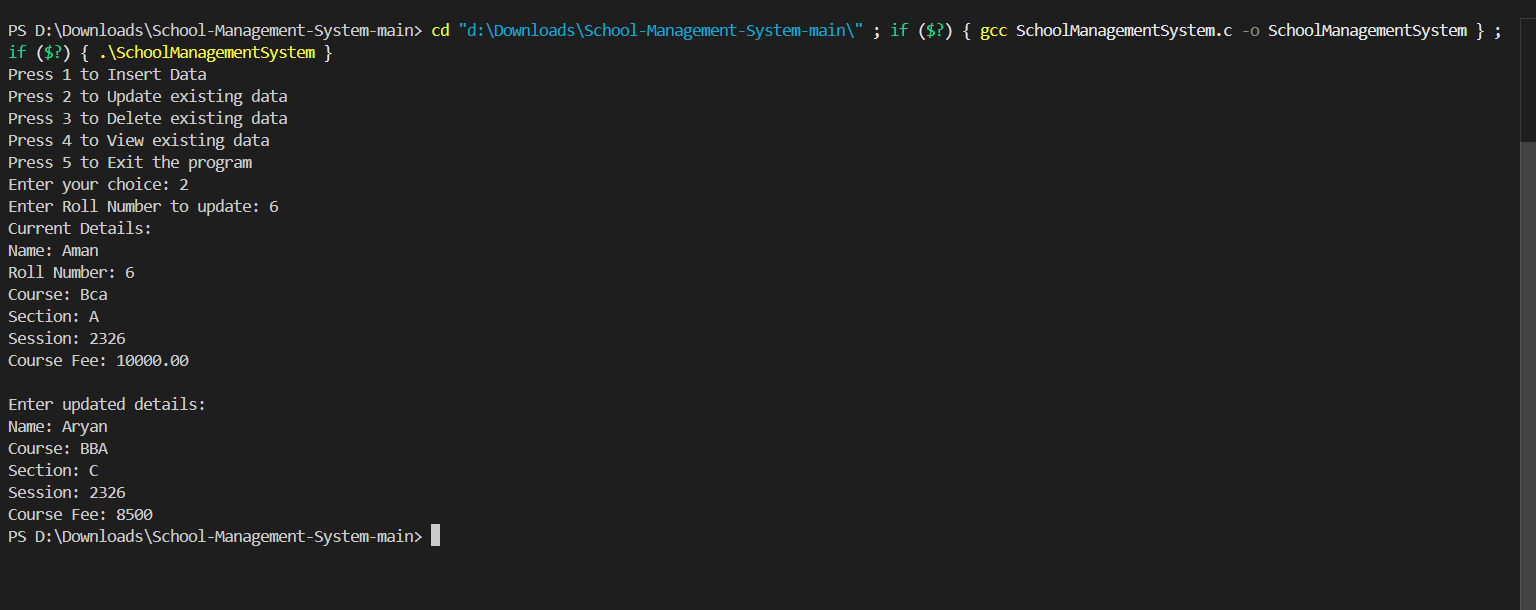 PS D:\Downloads\School-Management-System-main> cd "d:\Downloads\School-Management-System-main\" ; if ($?) { gcc SchoolManagementSystem.c -o SchoolManagementSystem } ;
if ($?) { .\SchoolManagementSystem }
Press 1 to Insert Data
Press 2 to Update existing data
Press 3 to Delete existing data
Press 4 to View existing data
Press 5 to Exit the program
Enter your choice: 2
Enter Roll Number to update: 6
Current Details:
Name: Aman
Roll Number: 6
Course: Bca
Section: A
Session: 2326
Course Fee: 10000.00

Enter updated details:
Name: Aryan
Course: BBA
Section: C
Session: 2326
Course Fee: 8500
PS D:\Downloads\School-Management-System-main>